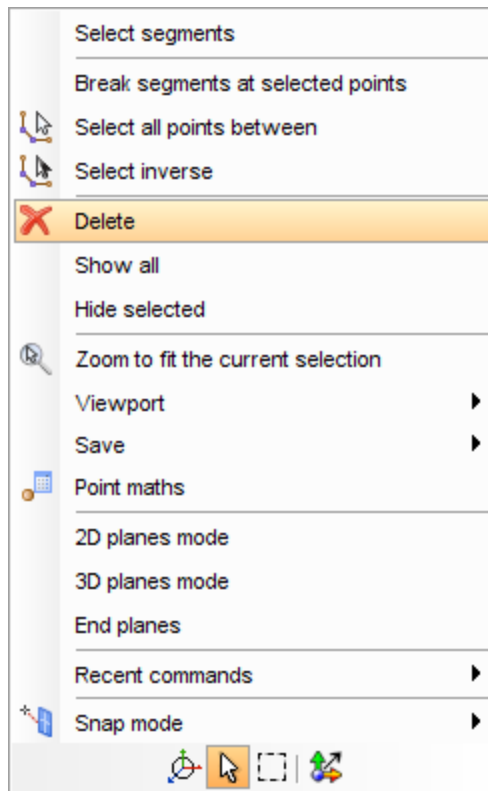 Select segments
Break segments at selected points
Select all points between
Select inverse
Delete
Show all
Hide selected
Zoom to fit the current selection
Viewport
Save
Point maths
2D planes mode
3D planes mode
End planes
Recent commands
Snap mode